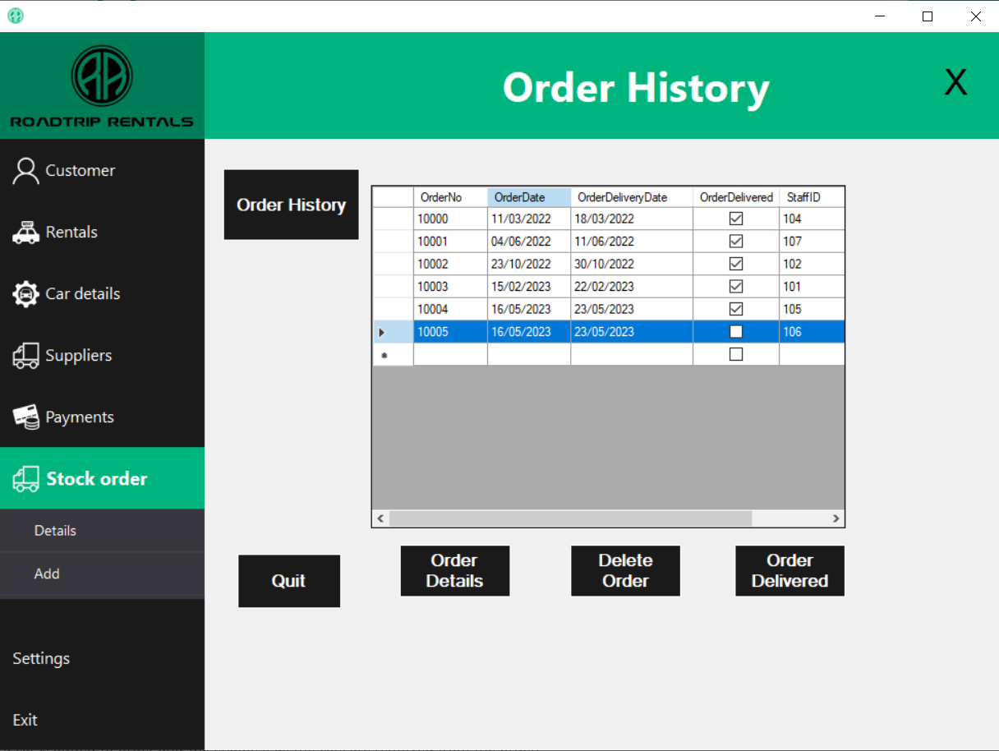 ROADTRIP RENTALS
Order History
X
Customer
Rentals
Car details
Suppliers
Payments
Stock order
Details
Add
Settings
Exit
Order History
OrderNo OrderDate OrderDeliveryDate OrderDelivered StaffID
10000 11/03/2022 18/03/2022 104
10001 04/06/2022 11/06/2022 107
10002 23/10/2022 30/10/2022 102
10003 15/02/2023 22/02/2023 101
10004 16/05/2023 23/05/2023 105
10005 16/05/2023 23/05/2023 106
Quit
Order
Details
Delete
Order
Order
Delivered